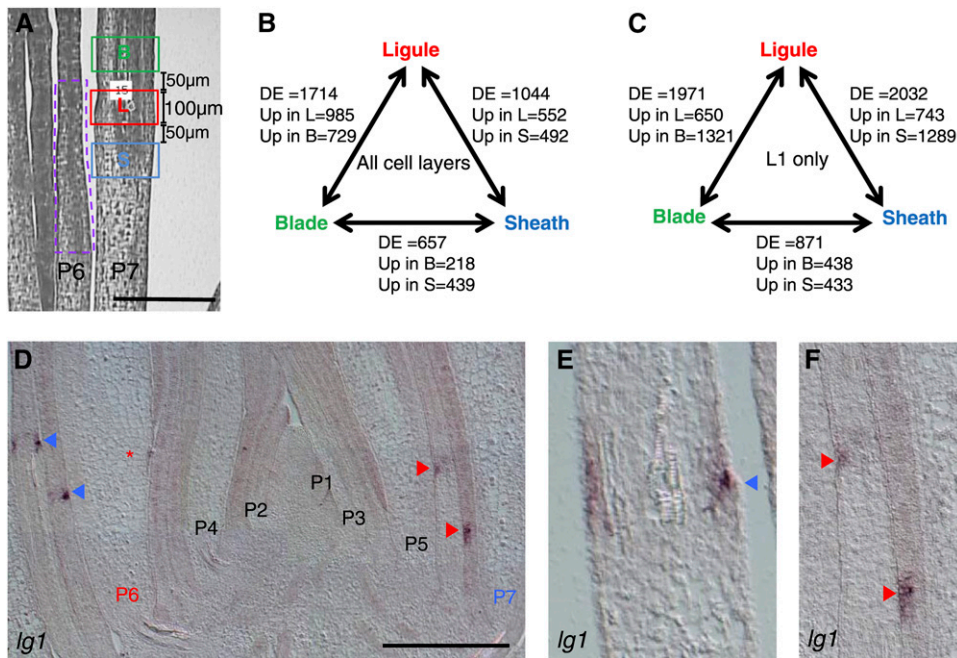 A
B
15
L
S
50µm
100µm
50µm
P6
P7
B
Ligule
DE =1714
Up in L=985
Up in B=729
DE =1044
Up in L=552
Up in S=492
All cell layers
Blade
Sheath
DE =657
Up in B=218
Up in S=439
C
Ligule
DE =1971
Up in L=650
Up in B=1321
DE =2032
Up in L=743
Up in S=1289
L1 only
Blade
Sheath
DE =871
Up in B=438
Up in S=433
D
*
P1
P2
P3
P4
P5
P6
P7
lg1
E
lg1
F
lg1